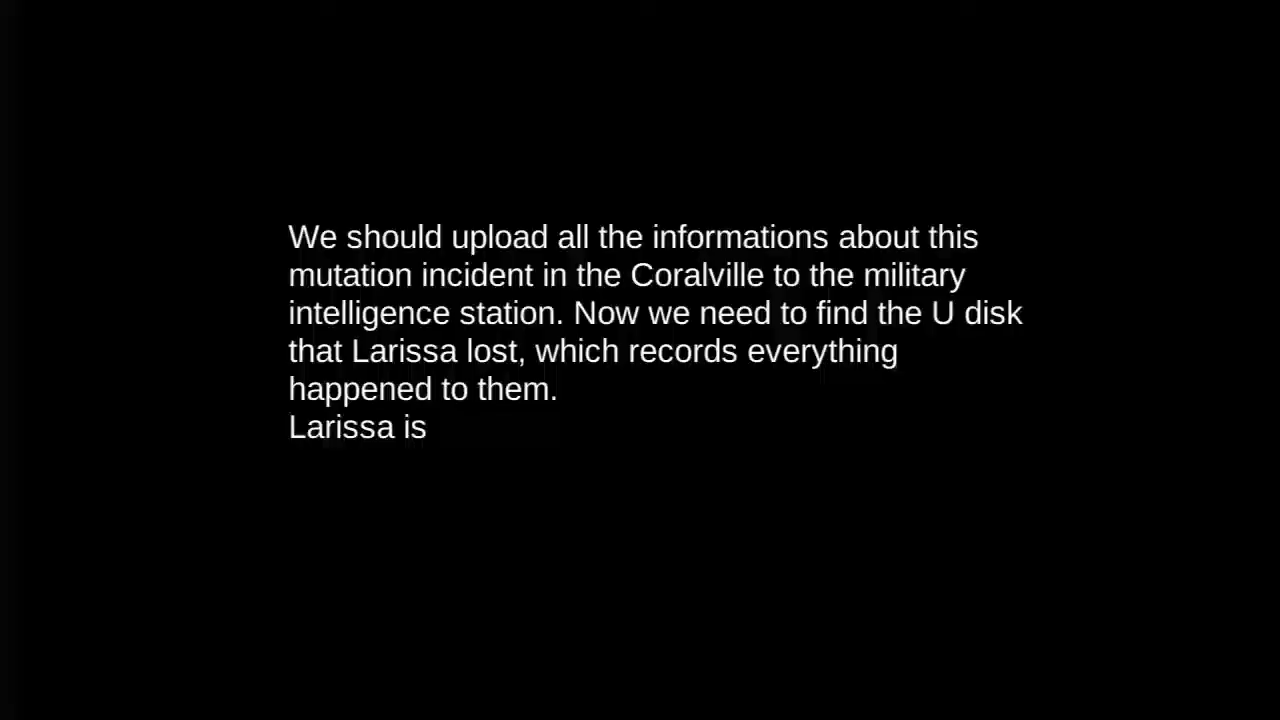 We should upload all the informations about this
mutation incident in the Coralville to the military
intelligence station. Now we need to find the U disk
that Larissa lost, which records everything
happened to them.
Larissa is